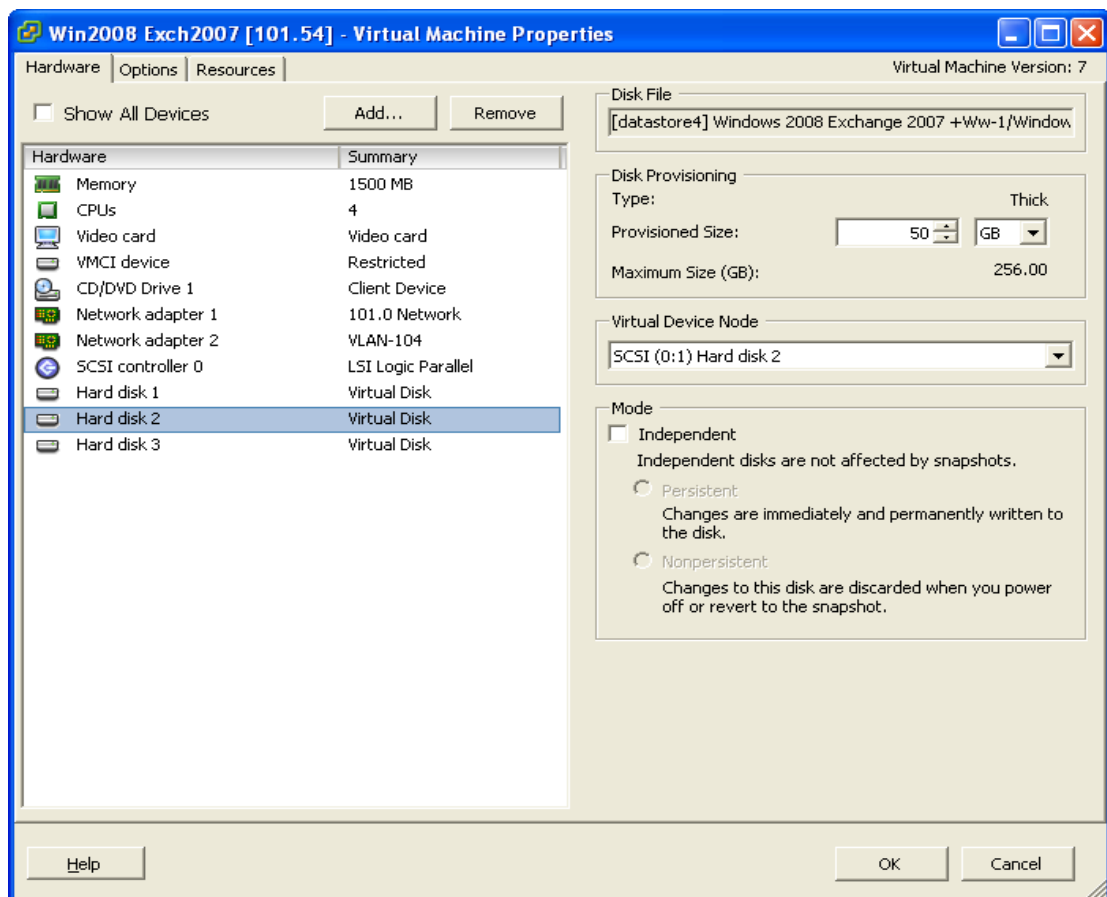 Win2008 Exch2007 [101.54] - Virtual Machine Properties
Hardware Options Resources Virtual Machine Version: 7
Show All Devices Add... Remove
Hardware Summary
Memory 1500 MB
CPUs 4
Video card Video card
VMCI device Restricted
CD/DVD Drive 1 Client Device
Network adapter 1 101.0 Network
Network adapter 2 VLAN-104
SCSI controller 0 LSI Logic Parallel
Hard disk 1 Virtual Disk
Hard disk 2 Virtual Disk
Hard disk 3 Virtual Disk
Disk File
[datastore4] Windows 2008 Exchange 2007 +Ww-1/Window
Disk Provisioning
Type: Thick
Provisioned Size: 50 GB
Maximum Size (GB): 256.00
Virtual Device Node
SCSI (0:1) Hard disk 2
Mode
Independent
Independent disks are not affected by snapshots.
Persistent
Changes are immediately and permanently written to
the disk.
Nonpersistent
Changes to this disk are discarded when you power
off or revert to the snapshot.
Help OK Cancel